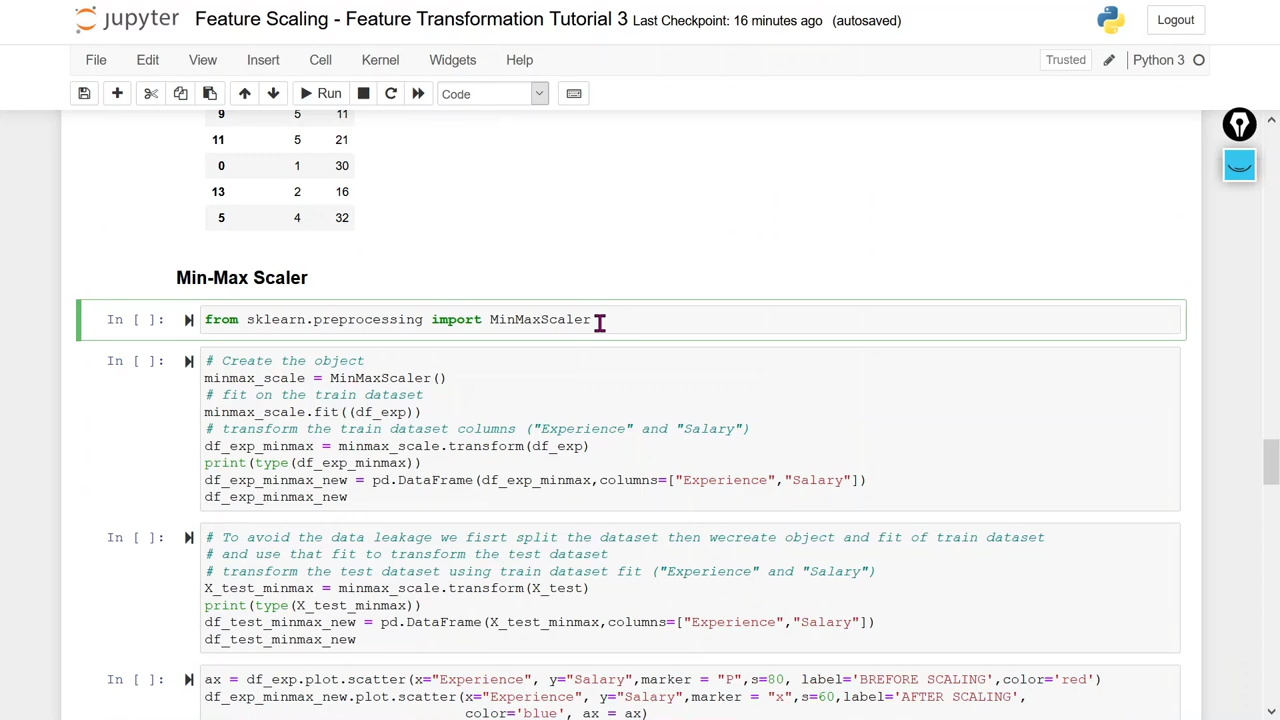 jupyter Feature Scaling - Feature Transformation Tutorial 3 Last Checkpoint: 16 minutes ago (autosaved) Logout
File Edit View Insert Cell Kernel Widgets Help Trusted Python 3
Run Code
9 5 11
11 5 21
0 1 30
13 2 16
5 4 32
Min-Max Scaler
In [ ]: from sklearn.preprocessing import MinMaxScaler
In [ ]: # Create the object
minmax_scale = MinMaxScaler()
# fit on the train dataset
minmax_scale.fit((df_exp))
# transform the train dataset columns ("Experience" and "Salary")
df_exp_minmax = minmax_scale.transform(df_exp)
print(type(df_exp_minmax))
df_exp_minmax_new = pd.DataFrame(df_exp_minmax,columns=["Experience","Salary"])
df_exp_minmax_new
In [ ]: # To avoid the data leakage we fisrt split the dataset then wecreate object and fit of train dataset
# and use that fit to transform the test dataset
# transform the test dataset using train dataset fit ("Experience" and "Salary")
X_test_minmax = minmax_scale.transform(X_test)
print(type(X_test_minmax))
df_test_minmax_new = pd.DataFrame(X_test_minmax,columns=["Experience","Salary"])
df_test_minmax_new
In [ ]: ax = df_exp.plot.scatter(x="Experience", y="Salary",marker = "P",s=80, label='BREFORE SCALING',color='red')
df_exp_minmax_new.plot.scatter(x="Experience", y="Salary",marker = "x",s=60,label='AFTER SCALING',
color='blue', ax = ax)